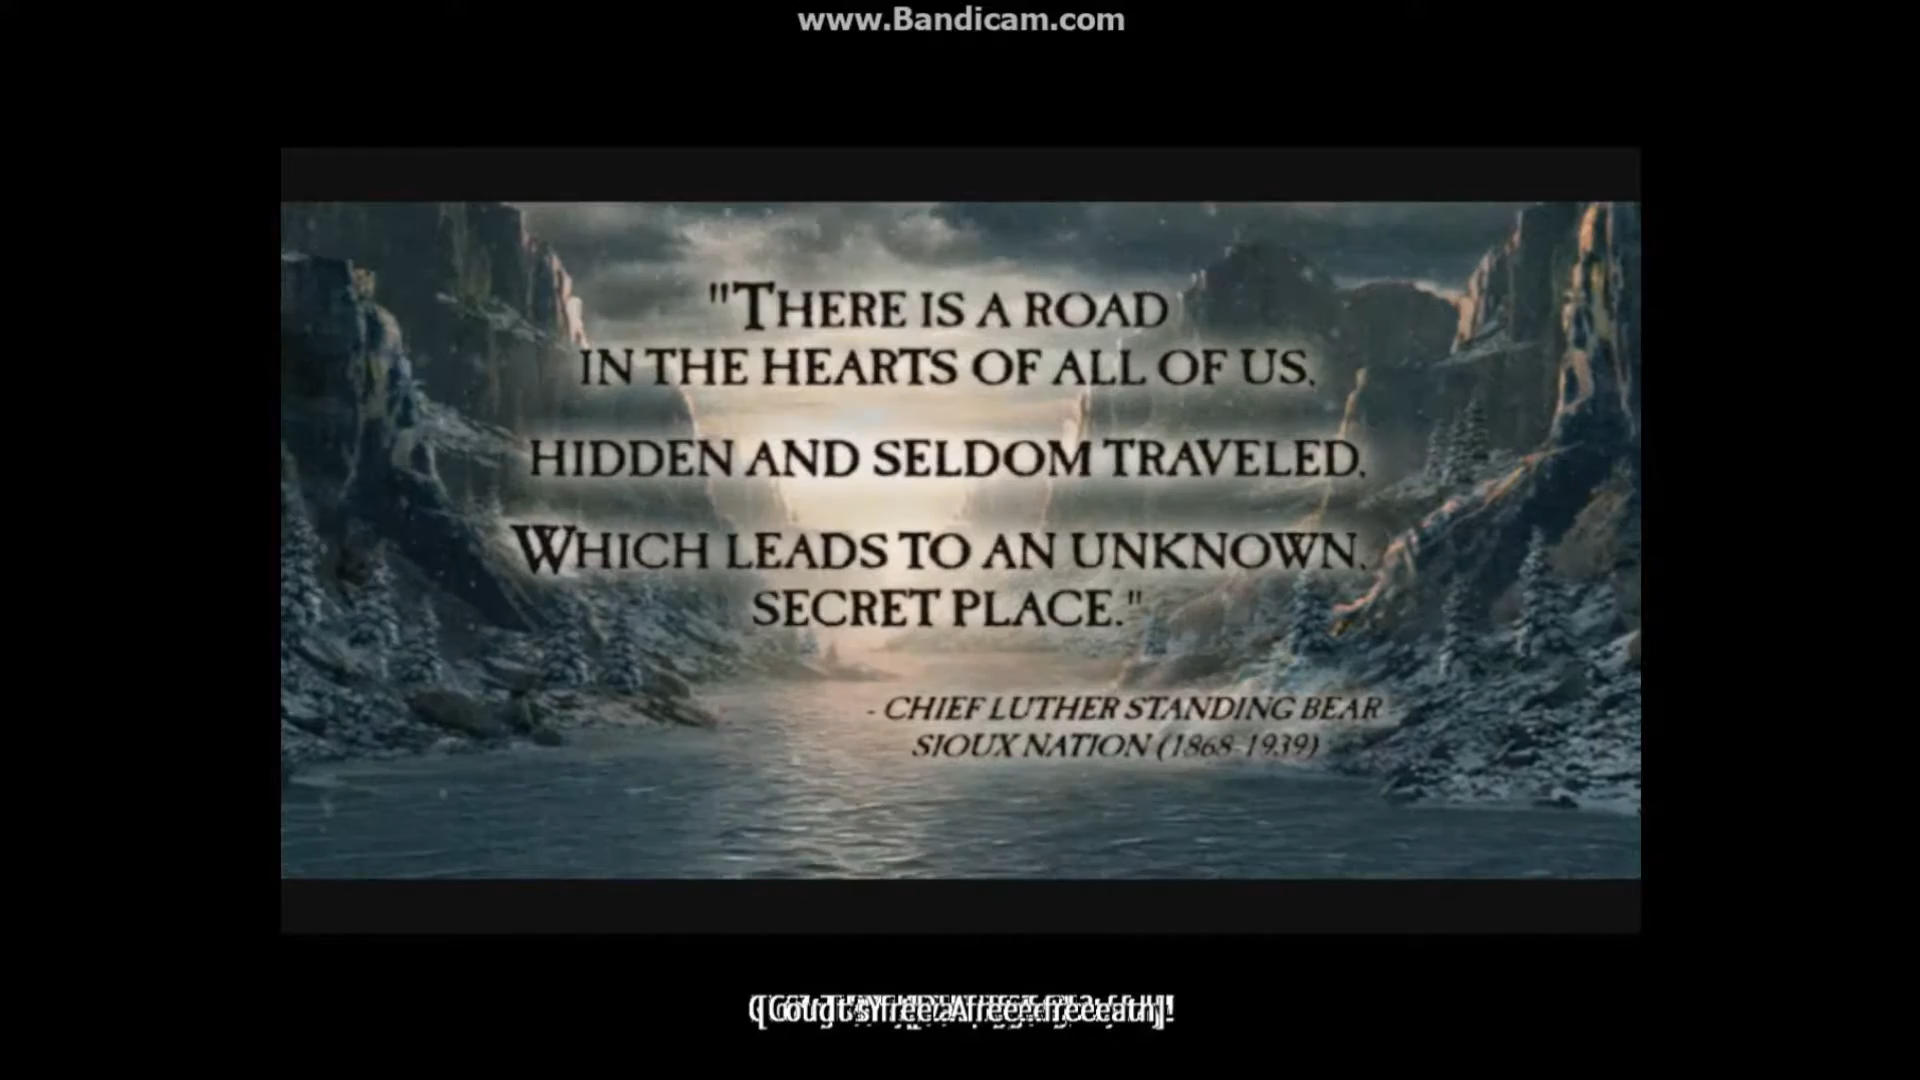 www.Bandicam.com
"THERE IS A ROAD
IN THE HEARTS OF ALL OF US,
HIDDEN AND SELDOM TRAVELED,
WHICH LEADS TO AN UNKNOWN,
SECRET PLACE."
- CHIEF LUTHER STANDING BEAR
SIOUX NATION (1868-1939)